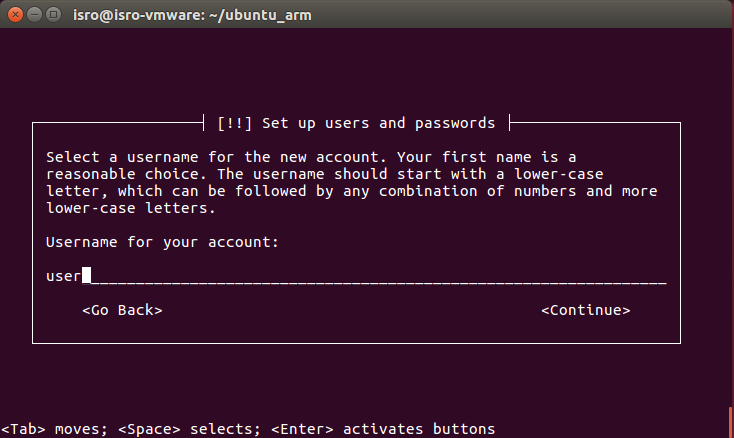 isro@isro-vmware: ~/ubuntu_arm
[!!] Set up users and passwords
Select a username for the new account. Your first name is a
reasonable choice. The username should start with a lower-case
letter, which can be followed by any combination of numbers and more
lower-case letters.
Username for your account:
user________________________________________________________________
<Go Back> <Continue>
<Tab> moves; <Space> selects; <Enter> activates buttons